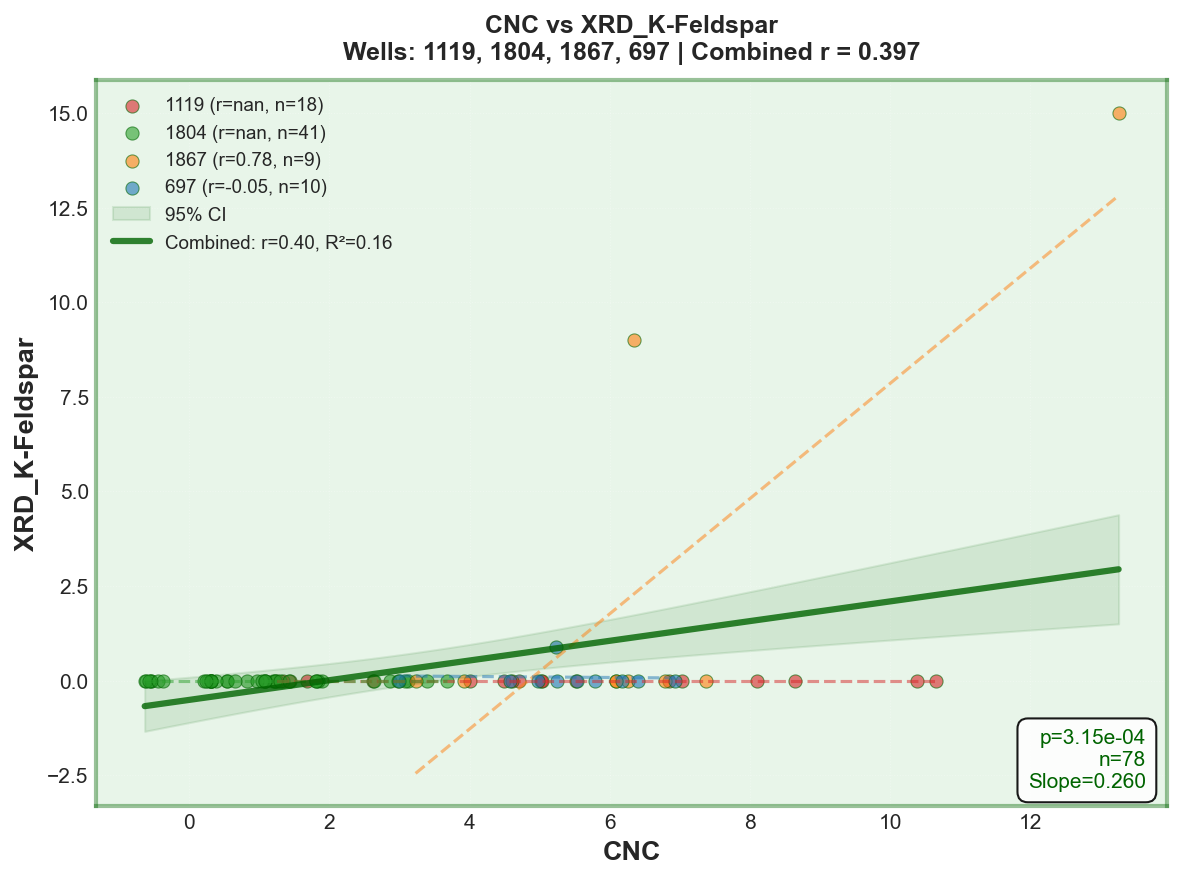 CNC vs XRD_K-Feldspar
Wells: 1119, 1804, 1867, 697 | Combined r = 0.397
1119 (r=nan, n=18)
1804 (r=nan, n=41)
1867 (r=0.78, n=9)
697 (r=-0.05, n=10)
95% CI
Combined: r=0.40, R²=0.16
XRD_K-Feldspar
15.0
12.5
10.0
7.5
5.0
2.5
0.0
−2.5
p=3.15e-04
n=78
Slope=0.260
0 2 4 6 8 10 12
CNC